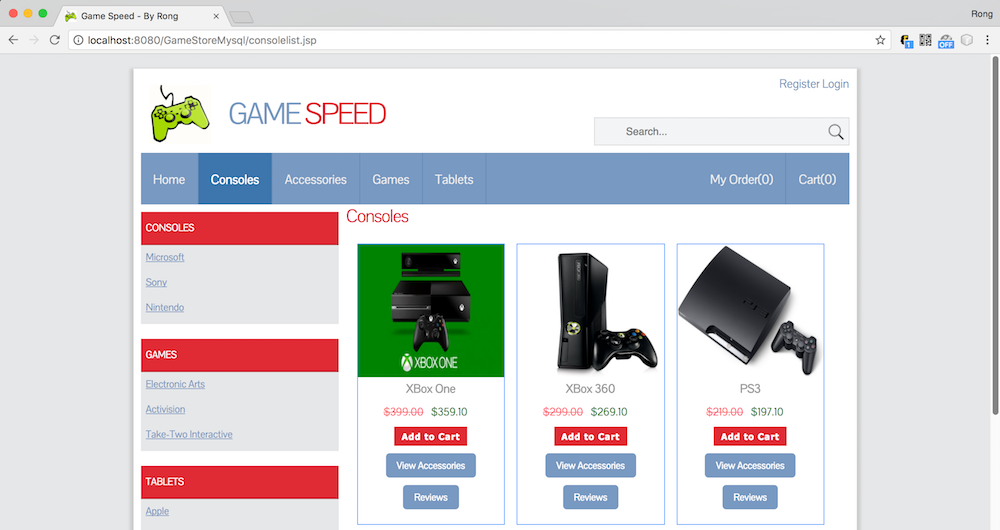 Game Speed - By Rong
Rong
localhost:8080/GameStoreMysql/consolelist.jsp
1
OFF
Register Login
GAME SPEED
Search...
Home Consoles Accessories Games Tablets My Order(0) Cart(0)
CONSOLES
Microsoft
Sony
Nintendo
GAMES
Electronic Arts
Activision
Take-Two Interactive
TABLETS
Apple
Consoles
XBOX ONE
XBox One
$399.00 $359.10
Add to Cart
View Accessories
Reviews
XBox 360
$299.00 $269.10
Add to Cart
View Accessories
Reviews
PS3
$219.00 $197.10
Add to Cart
View Accessories
Reviews